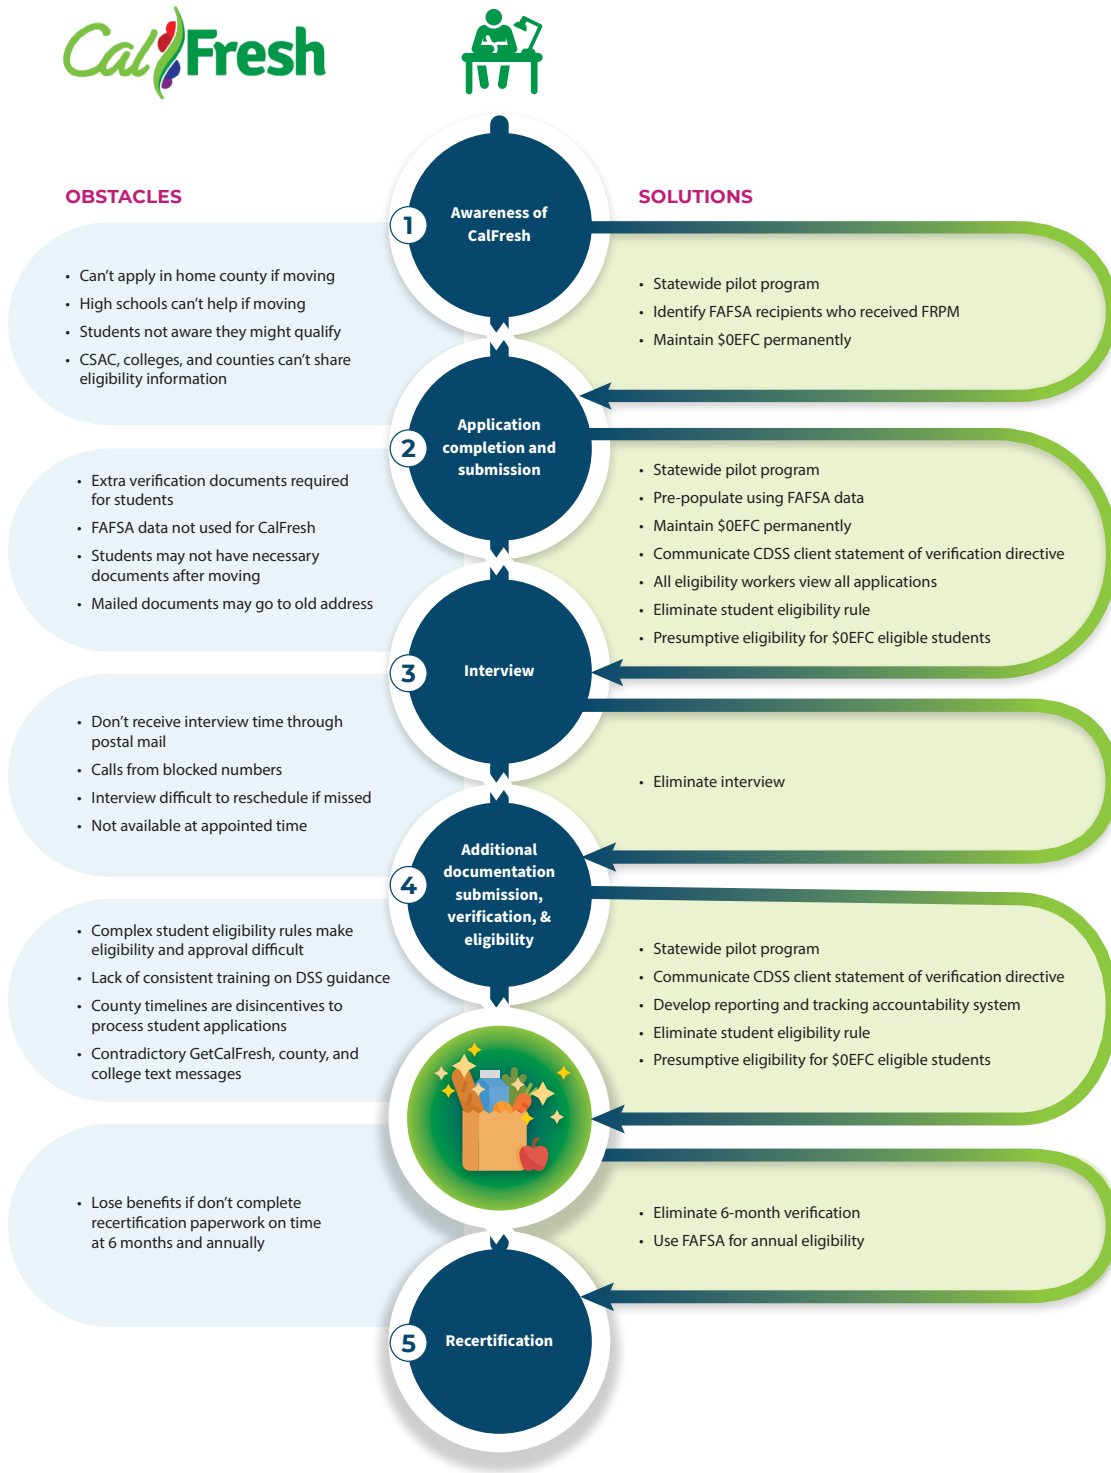 CalFresh
OBSTACLES
SOLUTIONS
1
Awareness of
CalFresh
• Can’t apply in home county if moving
• High schools can’t help if moving
• Students not aware they might qualify
• CSAC, colleges, and counties can’t share
eligibility information
• Statewide pilot program
• Identify FAFSA recipients who received FRPM
• Maintain $0EFC permanently
2
Application
completion and
submission
• Extra verification documents required
for students
• FAFSA data not used for CalFresh
• Students may not have necessary
documents after moving
• Mailed documents may go to old address
• Statewide pilot program
• Pre-populate using FAFSA data
• Maintain $0EFC permanently
• Communicate CDSS client statement of verification directive
• All eligibility workers view all applications
• Eliminate student eligibility rule
• Presumptive eligibility for $0EFC eligible students
3
Interview
• Don’t receive interview time through
postal mail
• Calls from blocked numbers
• Interview difficult to reschedule if missed
• Not available at appointed time
• Eliminate interview
4
Additional
documentation
submission,
verification, &
eligibility
• Complex student eligibility rules make
eligibility and approval difficult
• Lack of consistent training on DSS guidance
• County timelines are disincentives to
process student applications
• Contradictory GetCalFresh, county, and
college text messages
• Statewide pilot program
• Communicate CDSS client statement of verification directive
• Develop reporting and tracking accountability system
• Eliminate student eligibility rule
• Presumptive eligibility for $0EFC eligible students
• Lose benefits if don’t complete
recertification paperwork on time
at 6 months and annually
• Eliminate 6-month verification
• Use FAFSA for annual eligibility
5
Recertification